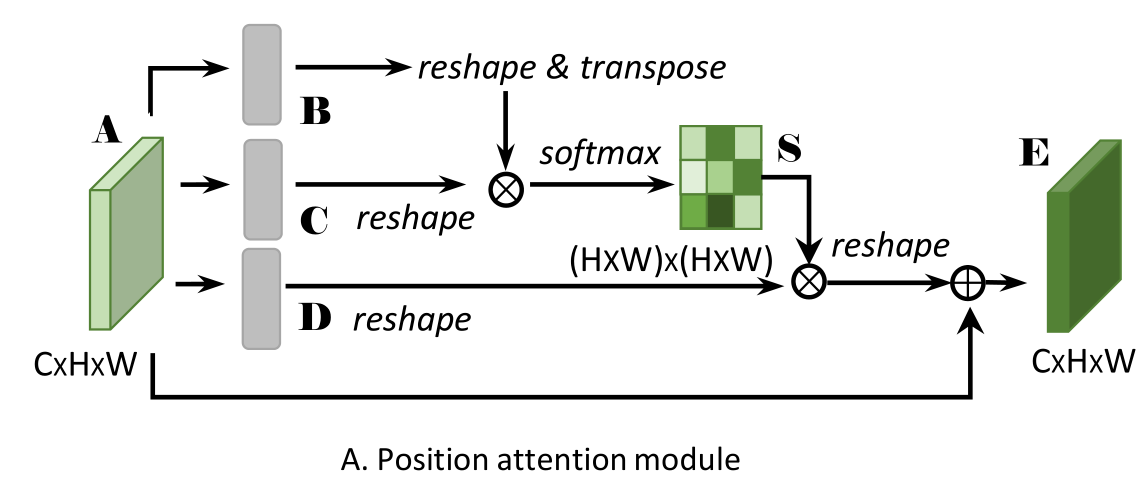 reshape & transpose
B
A
softmax
S
E
C
reshape
(HxW)x(HxW)
reshape
D
reshape
CxHxW
CxHxW
A. Position attention module